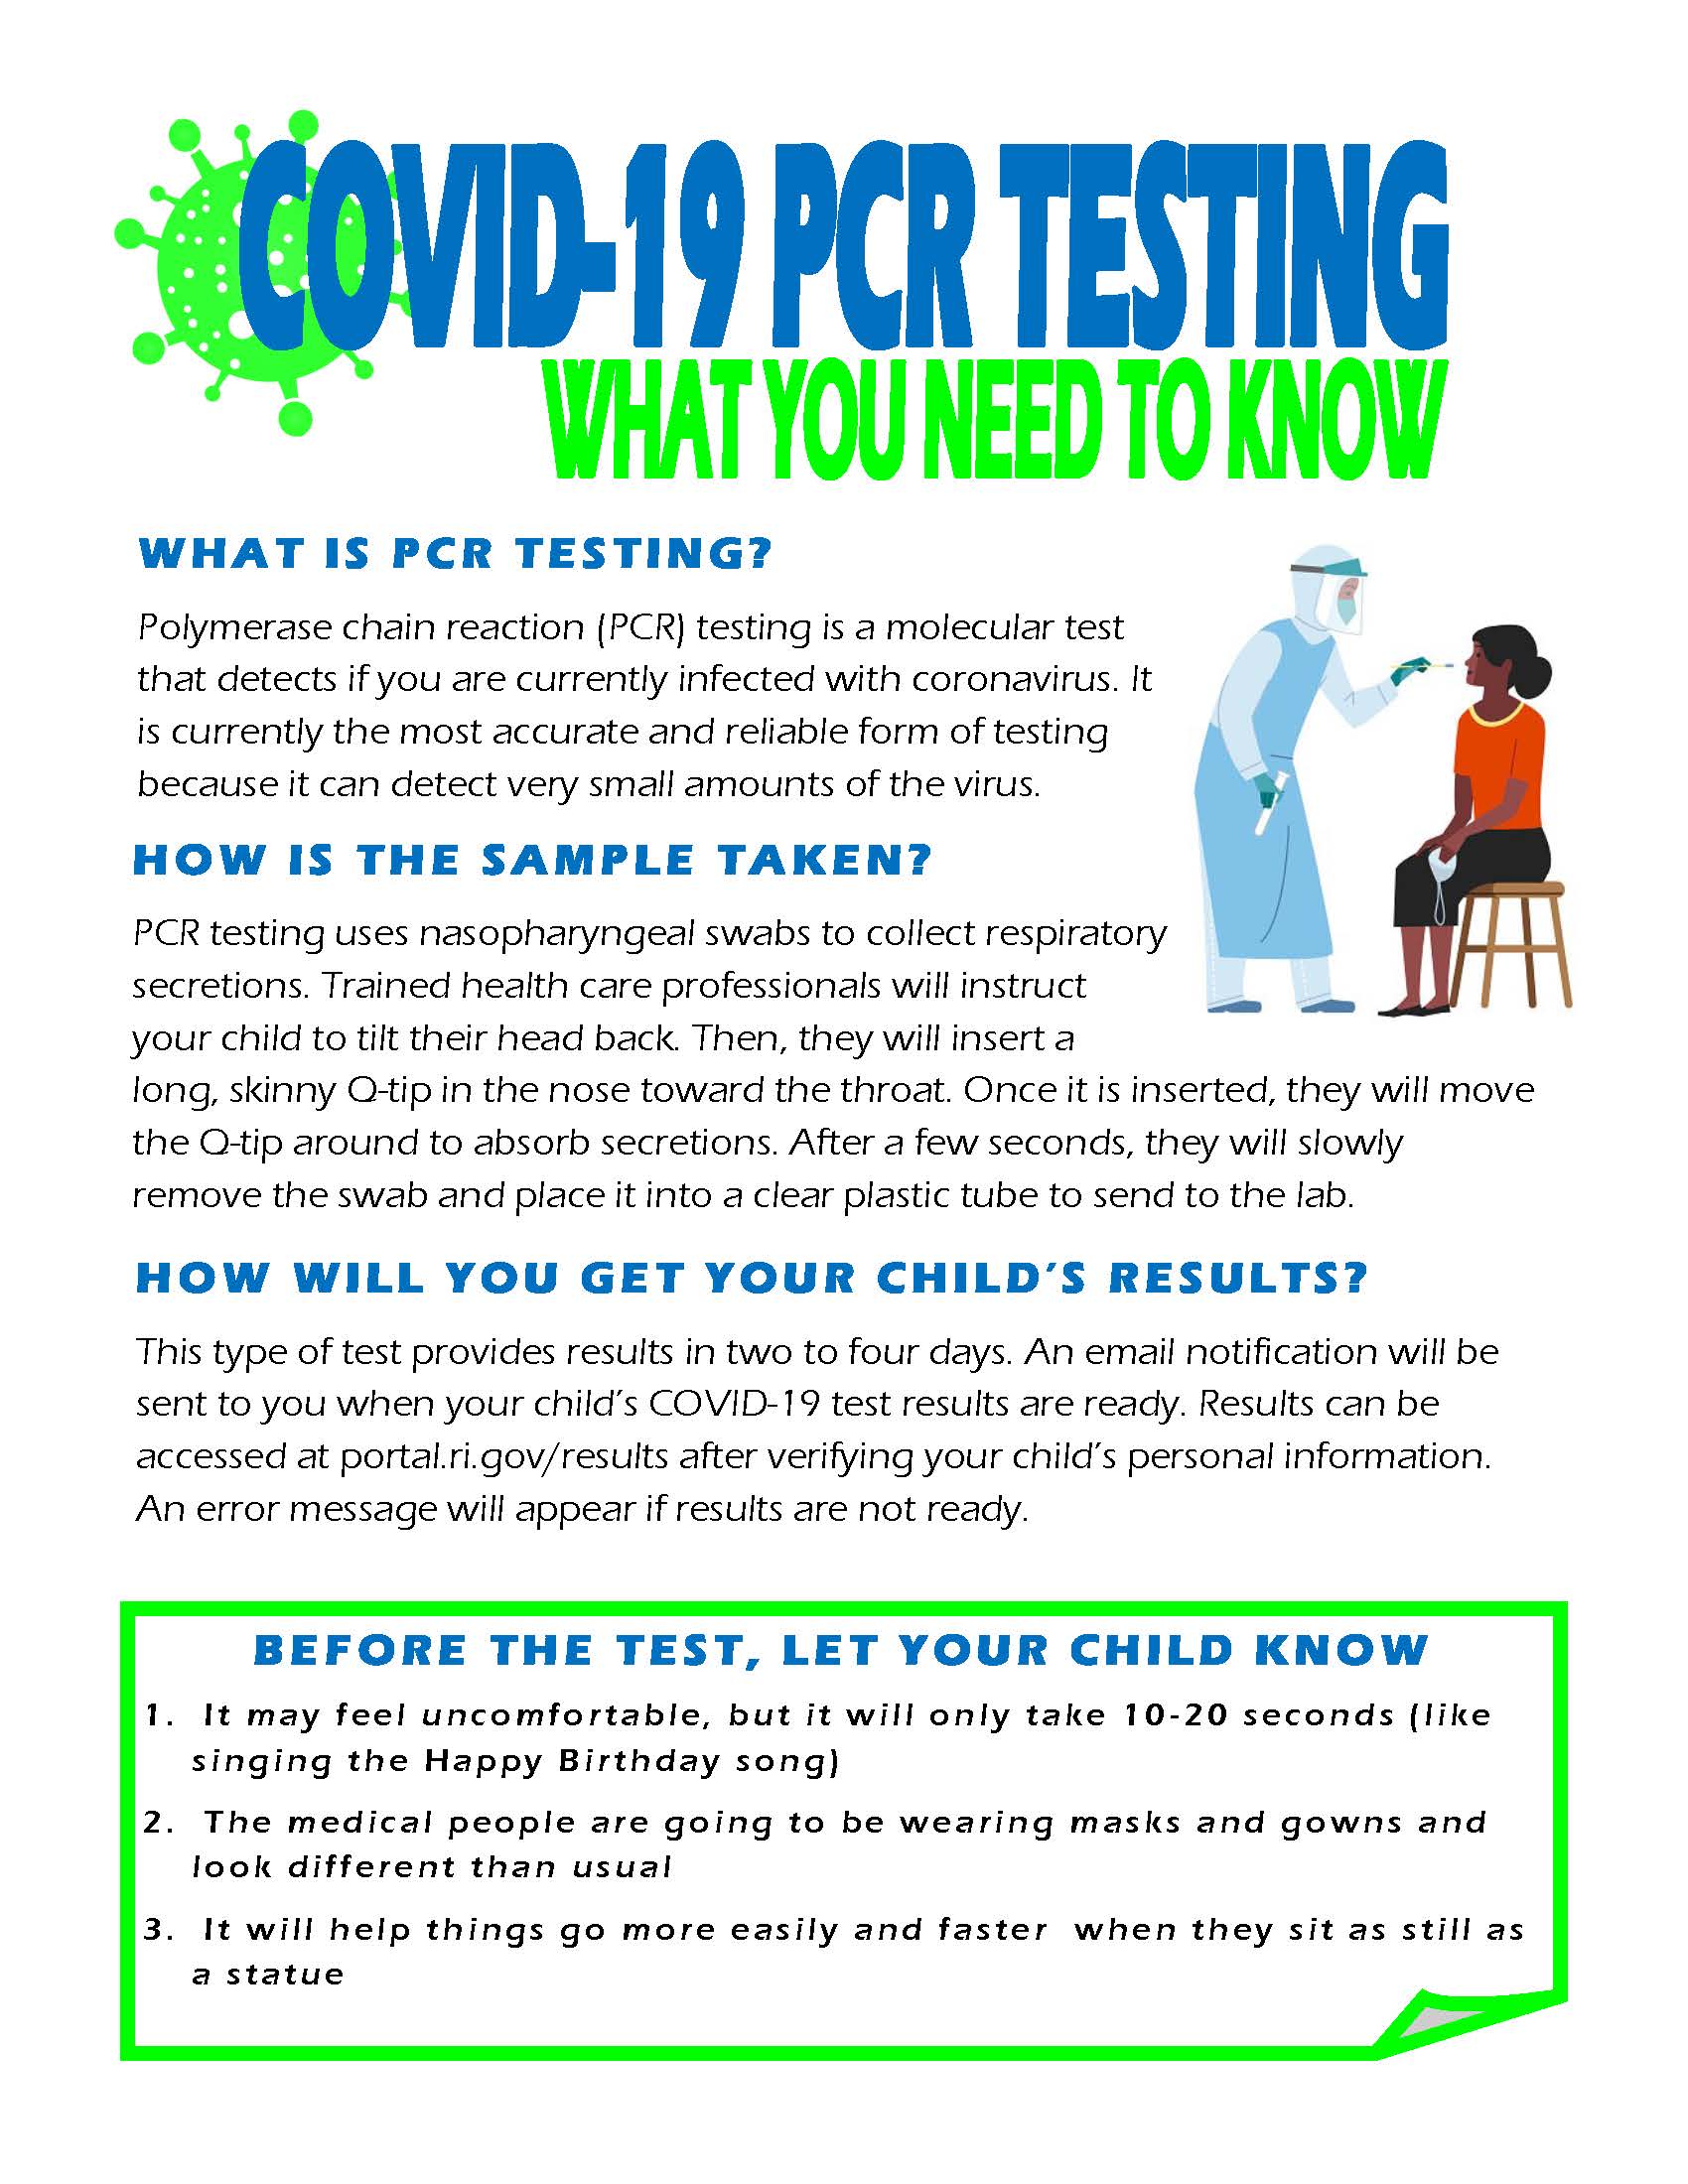 COVID-19 PCR TESTING
WHAT YOU NEED TO KNOW
WHAT IS PCR TESTING?
Polymerase chain reaction (PCR) testing is a molecular test
that detects if you are currently infected with coronavirus. It
is currently the most accurate and reliable form of testing
because it can detect very small amounts of the virus.
HOW IS THE SAMPLE TAKEN?
PCR testing uses nasopharyngeal swabs to collect respiratory
secretions. Trained health care professionals will instruct
your child to tilt their head back. Then, they will insert a
long, skinny Q-tip in the nose toward the throat. Once it is inserted, they will move
the Q-tip around to absorb secretions. After a few seconds, they will slowly
remove the swab and place it into a clear plastic tube to send to the lab.
HOW WILL YOU GET YOUR CHILD'S RESULTS?
This type of test provides results in two to four days. An email notification will be
sent to you when your child's COVID-19 test results are ready. Results can be
accessed at portal.ri.gov/results after verifying your child's personal information.
An error message will appear if results are not ready.
BEFORE THE TEST, LET YOUR CHILD KNOW
1. It may feel uncomfortable, but it will only take 10-20 seconds (like
singing the Happy Birthday song)
2. The medical people are going to be wearing masks and gowns and
look different than usual
3. It will help things go more easily and faster when they sit as still as
a statue